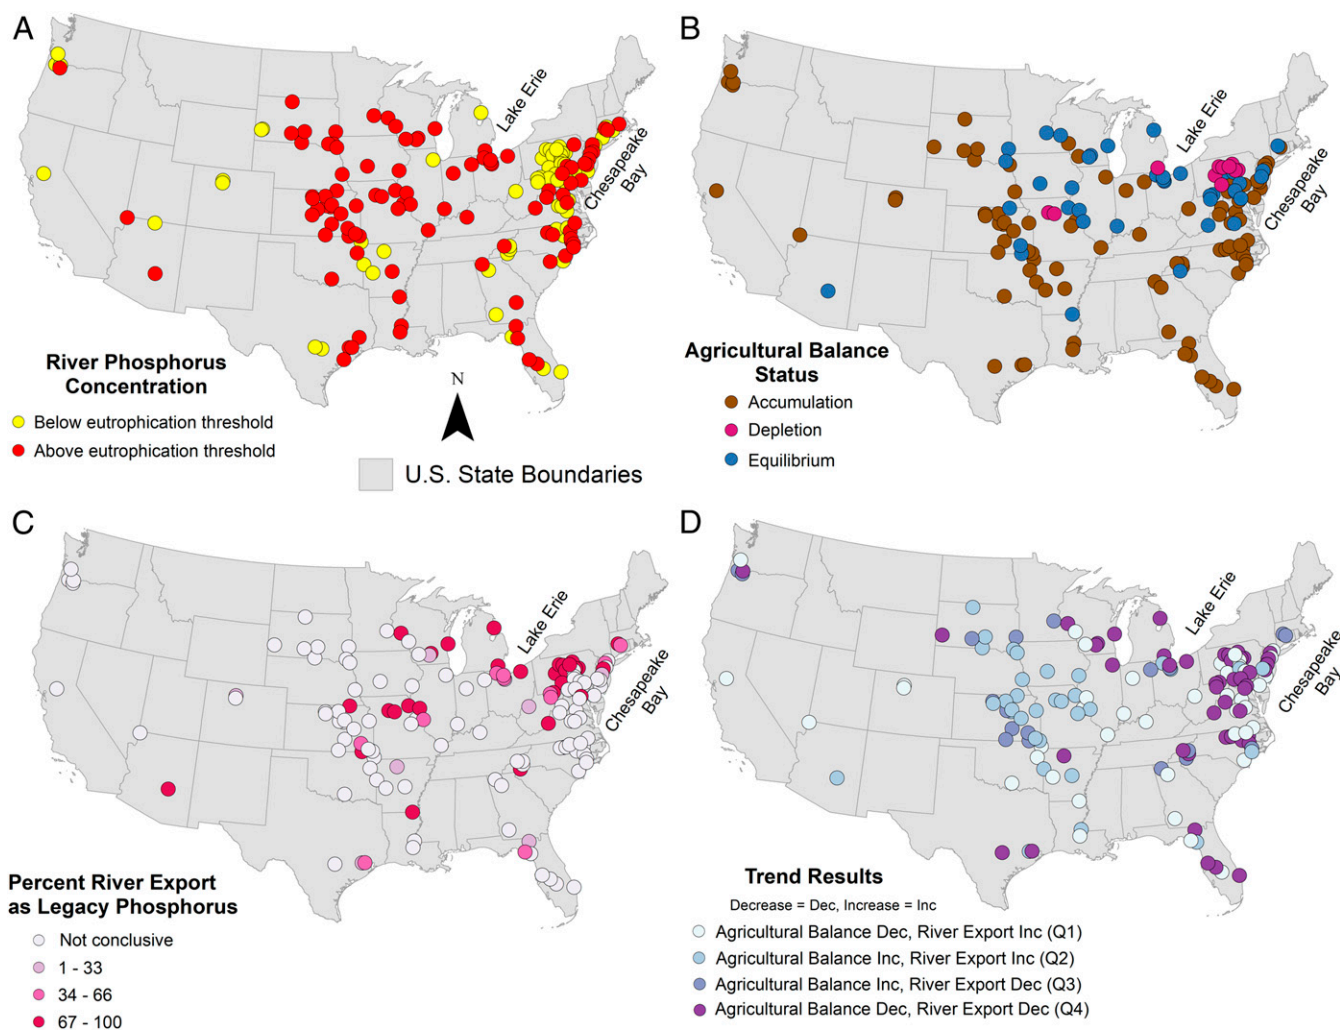 A
Lake Erie
Chesapeake
Bay
River Phosphorus
Concentration
Below eutrophication threshold
Above eutrophication threshold
N
U.S. State Boundaries
B
Lake Erie
Chesapeake
Bay
Agricultural Balance
Status
Accumulation
Depletion
Equilibrium
C
Lake Erie
Chesapeake
Bay
Percent River Export
as Legacy Phosphorus
Not conclusive
1 - 33
34 - 66
67 - 100
D
Lake Erie
Chesapeake
Bay
Trend Results
Decrease = Dec, Increase = Inc
Agricultural Balance Dec, River Export Inc (Q1)
Agricultural Balance Inc, River Export Inc (Q2)
Agricultural Balance Inc, River Export Dec (Q3)
Agricultural Balance Dec, River Export Dec (Q4)